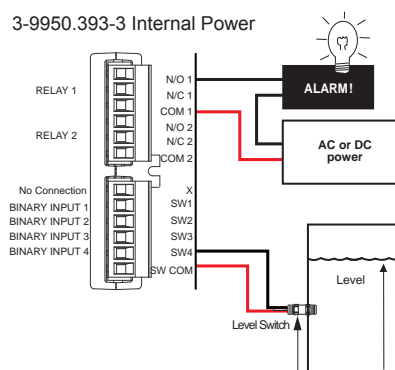 3-9950.393-3 Internal Power
RELAY 1
RELAY 2
N/O 1
N/C 1
COM 1
N/O 2
N/C 2
COM 2
ALARM!
AC or DC
power
No Connection
BINARY INPUT 1
BINARY INPUT 2
BINARY INPUT 3
BINARY INPUT 4
X
SW1
SW2
SW3
SW4
SW COM
Level
Level Switch